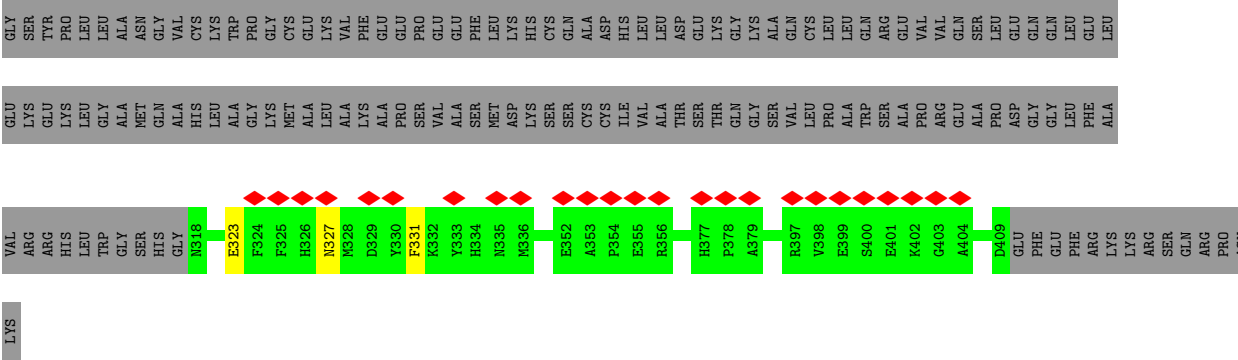 GLY SER TYR PRO LEU LEU ALA ASN GLY VAL CYS LYS TRP PRO GLY CYS GLU LYS VAL PHE GLU GLU PRO GLU GLU PHE LEU LYS HIS CYS GLN ALA ASP HIS LEU LEU ASP GLU LYS GLY LYS ALA GLN CYS LEU LEU GLN ARG GLU VAL VAL GLN SER LEU GLU GLN GLN LEU GLU LEU
GLU LYS GLU LYS LEU GLY ALA MET GLN ALA HIS LEU ALA GLY LYS MET ALA LEU ALA LYS ALA PRO SER VAL ALA SER MET ASP LYS SER SER CYS CYS ILE VAL ALA THR SER THR GLN GLY SER VAL LEU PRO ALA TRP SER ALA PRO ARG GLU ALA PRO ASP GLY GLY LEU PHE ALA
VAL ARG ARG HIS LEU TRP GLY SER HIS GLY N318 E323 F324 F325 H326 N327 M328 D329 Y330 F331 K332 Y333 H334 N335 M336 E352 A353 P354 E355 R356 H377 P378 A379 R397 V398 E399 S400 E401 K402 G403 A404 D409 GLU PHE GLU PHE ARG LYS LYS ARG SER GLN ARG PRO
LYS